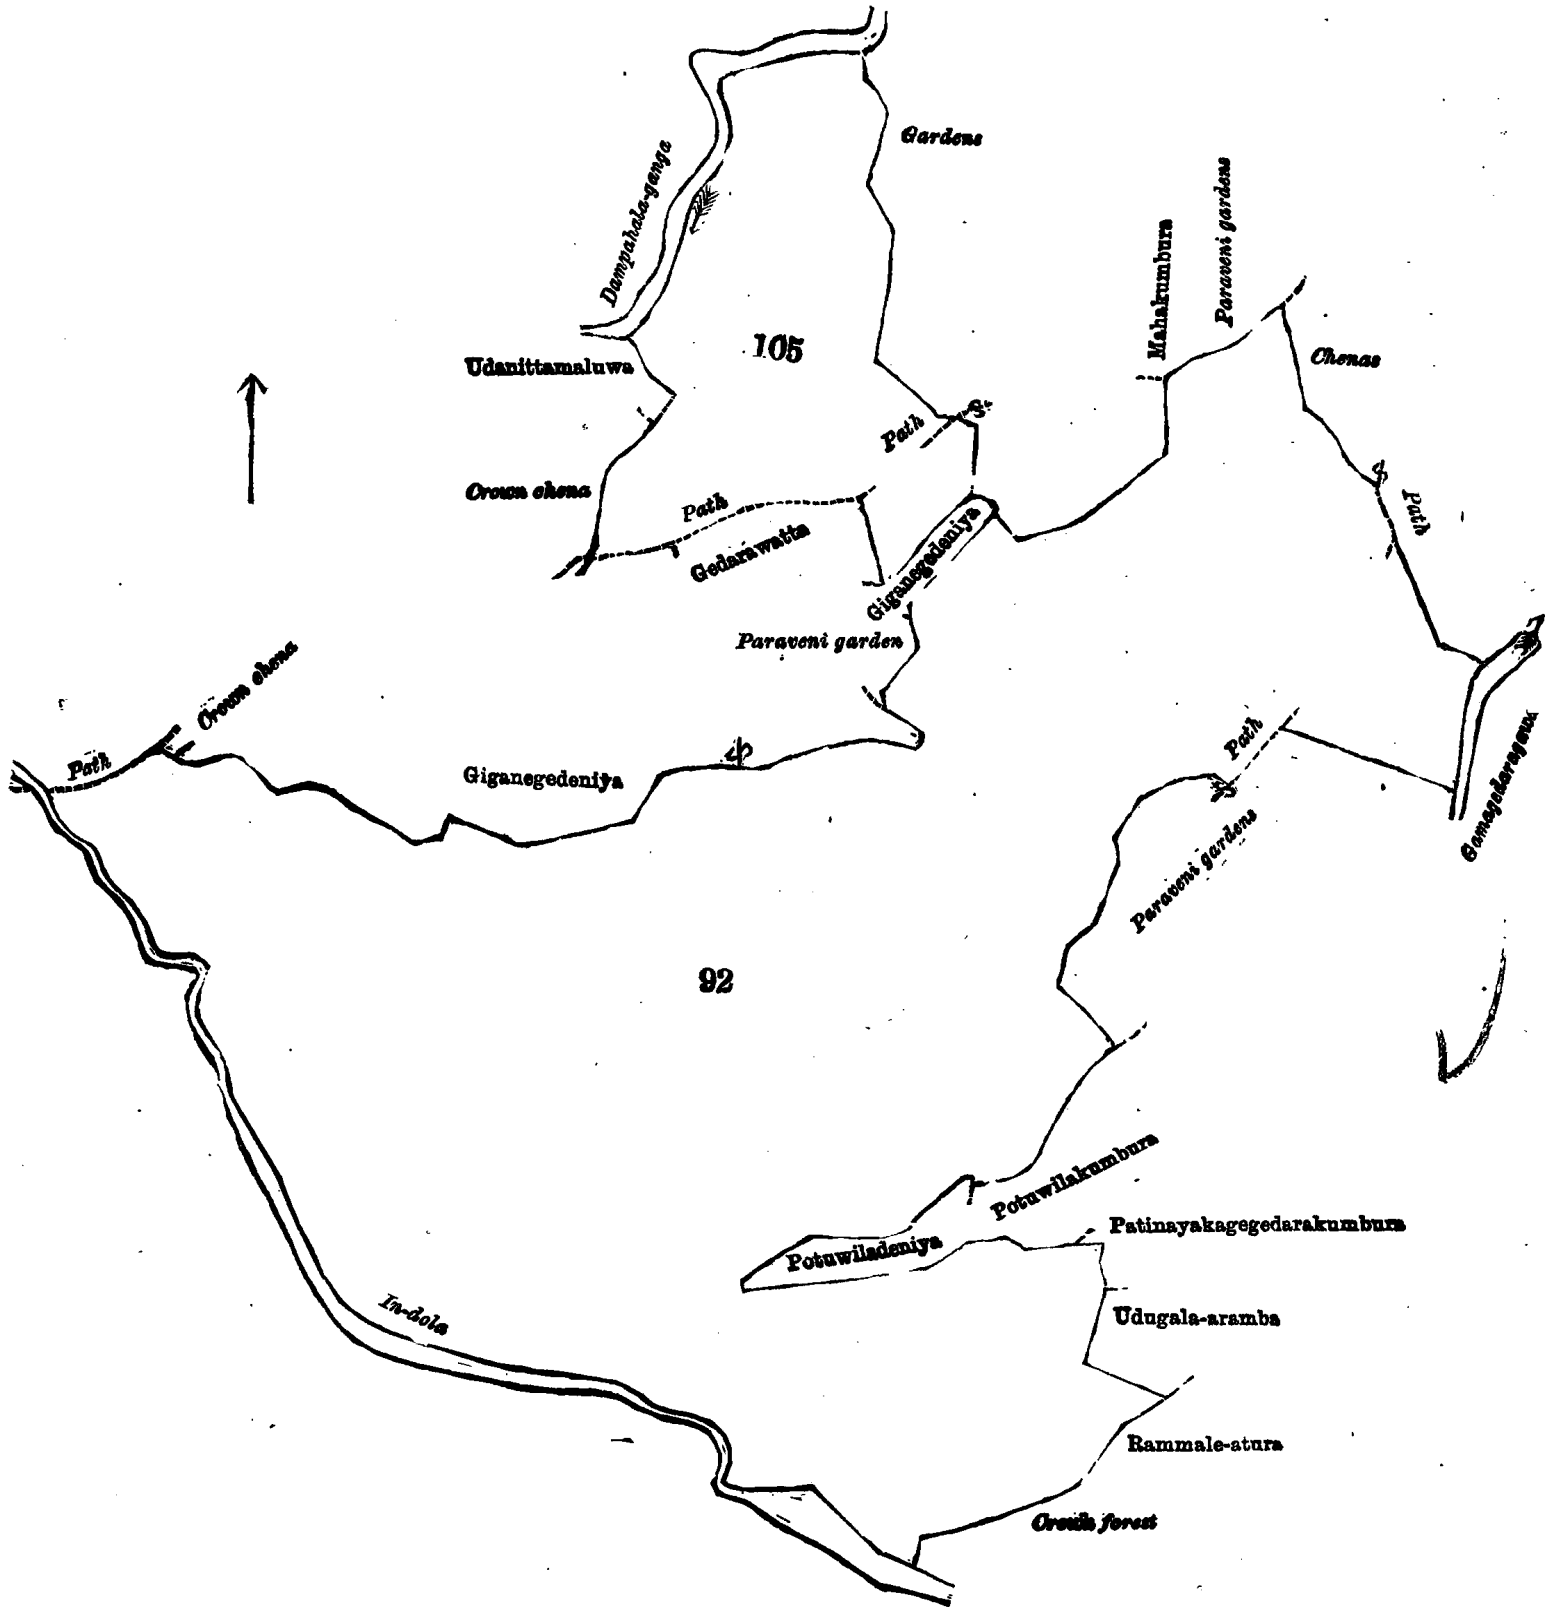 Gardens
Dampahala-ganga
Mahakumbura
Paraveni gardens
105
Udanittamaluwa
Chenas
Path
Crown chena
Path
Path
Gedarawatta
Giganegedeniya
Paraveni garden
Crown chena
Path
Giganegedeniya
Path
Gamagedaragawa
Paraveni gardens
92
Potuwilakumbura
Patinayakagegedarakumbura
Potuwiladeniya
In-dola
Udugala-aramba
Rammale-atura
Crown forest